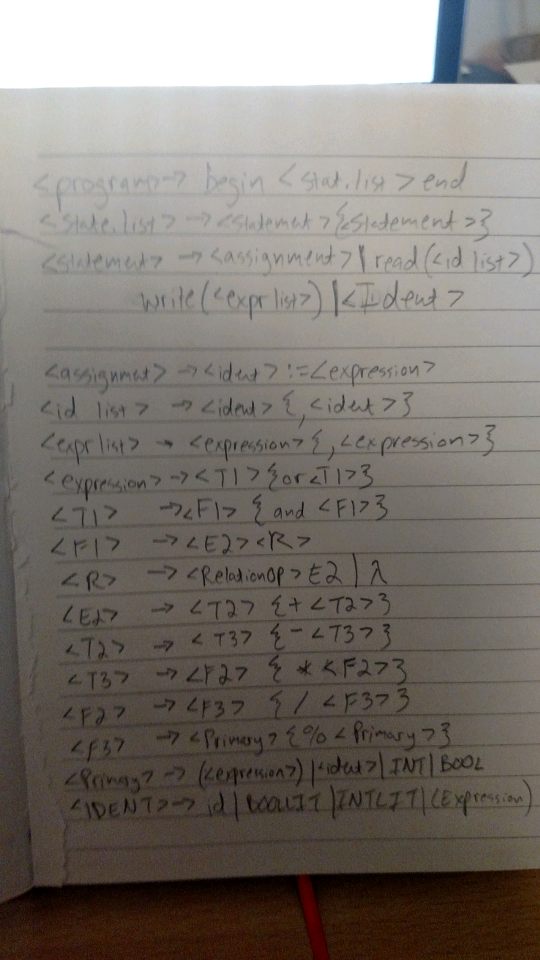 <program> → begin <stat.list> end
<state.list> → <statement> {<statement>}
<statement> → <assignment> | read(<id list>)
write(<expr list>) | <Ident>
<assignmet> → <ident> := <expression>
<id list> → <ident> {, <ident>}
<expr list> → <expression> {, <expression>}
<expression> → <T1> {or <T1>}
<T1> → <F1> {and <F1>}
<F1> → <E2><R>
<R> → <RelationOP> E2 | λ
<E2> → <T2> {+ <T2>}
<T2> → <T3> {- <T3>}
<T3> → <F2> {* <F2>}
<F2> → <F3> {/ <F3>}
<F3> → <Primary> {% <Primary>}
<Primary> → (<expression>) | <ident> | INT | BOOL
<IDENT> → id | BOOLLIT | INTLIT | (Expression)